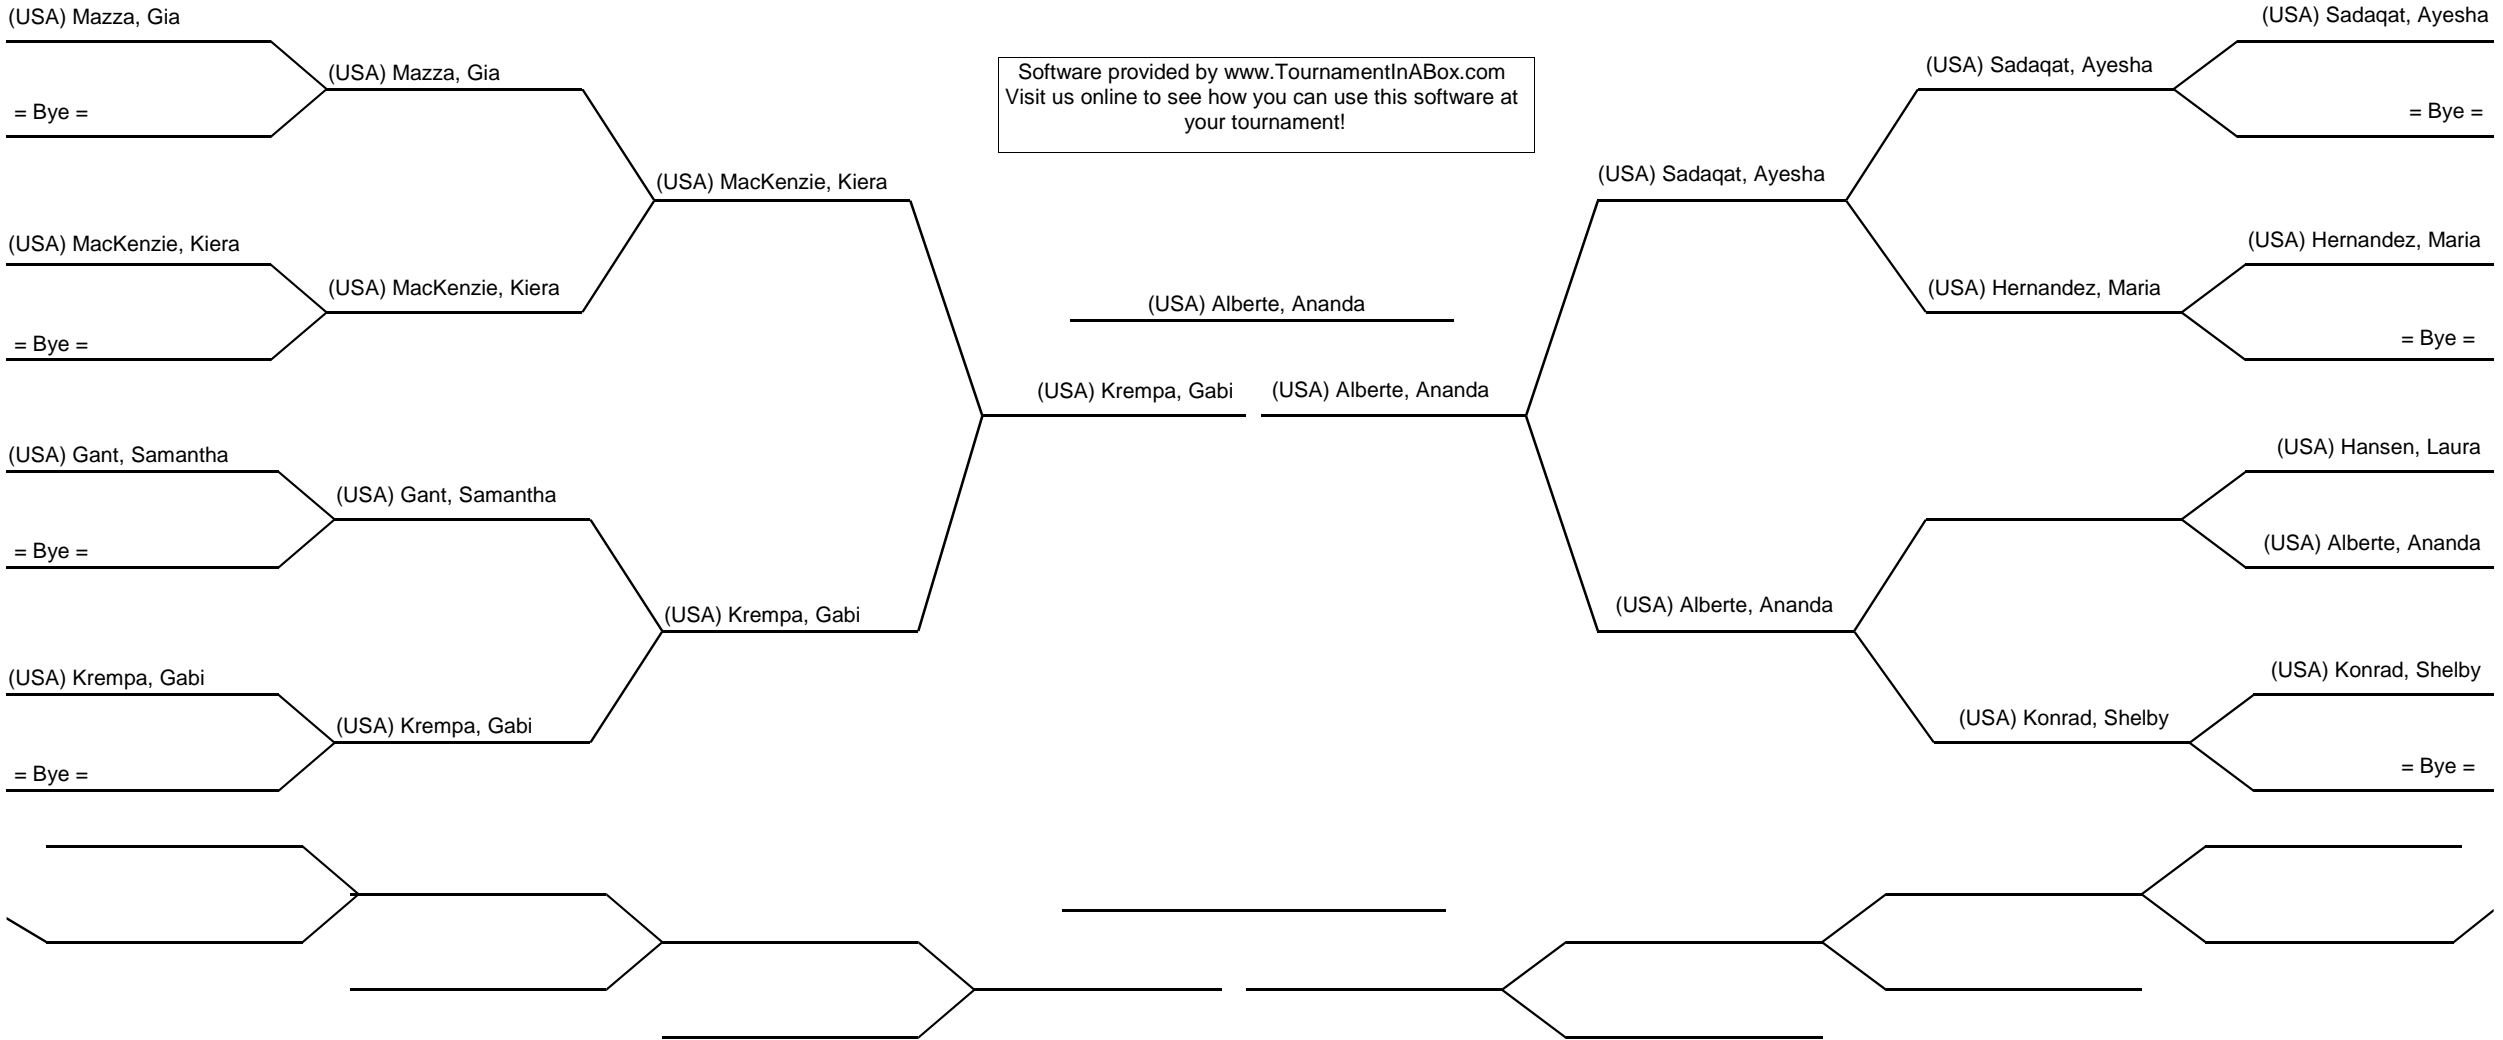 (USA) Mazza, Gia
(USA) Mazza, Gia
= Bye =
(USA) MacKenzie, Kiera
(USA) MacKenzie, Kiera
(USA) MacKenzie, Kiera
= Bye =
(USA) Gant, Samantha
(USA) Gant, Samantha
= Bye =
(USA) Krempa, Gabi
(USA) Krempa, Gabi
(USA) Krempa, Gabi
= Bye =
Software provided by www.TournamentInABox.com
Visit us online to see how you can use this software at
your tournament!
(USA) Alberte, Ananda
(USA) Krempa, Gabi
(USA) Alberte, Ananda
(USA) Sadaqat, Ayesha
(USA) Sadaqat, Ayesha
= Bye =
(USA) Sadaqat, Ayesha
(USA) Hernandez, Maria
(USA) Hernandez, Maria
= Bye =
(USA) Hansen, Laura
(USA) Alberte, Ananda
(USA) Alberte, Ananda
(USA) Konrad, Shelby
(USA) Konrad, Shelby
= Bye =